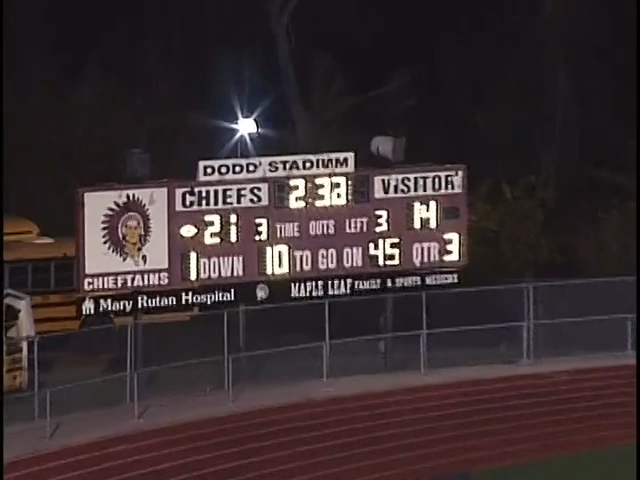 DODD' STADIUM
CHIEFS 2:38 VISITOR
21 3 TIME OUTS LEFT 3 14
1 DOWN 10 TO GO ON 45 QTR 3
CHIEFTAINS
Mary Rutan Hospital
MAPLE LEAF FAMILY & SPORTS MEDICINE